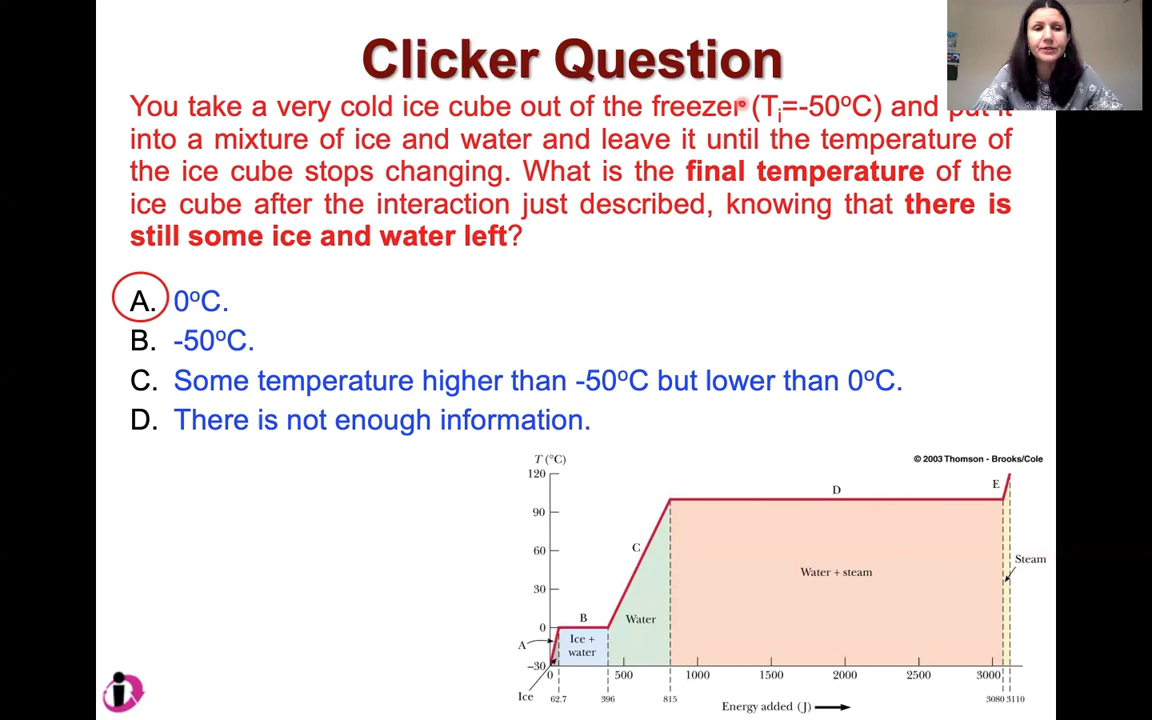 Clicker Question
You take a very cold ice cube out of the freezer (Ti=-50oC) and put it
into a mixture of ice and water and leave it until the temperature of
the ice cube stops changing. What is the final temperature of the
ice cube after the interaction just described, knowing that there is
still some ice and water left?
A. 0oC.
B. -50oC.
C. Some temperature higher than -50oC but lower than 0oC.
D. There is not enough information.
T (°C)
© 2003 Thomson - Brooks/Cole
120
90
60
30
0
–30
A
B
C
D
E
Ice +
water
Water
Water + steam
Steam
Ice
0
500
1000
1500
2000
2500
3000
62.7
396
815
3080 3110
Energy added (J)